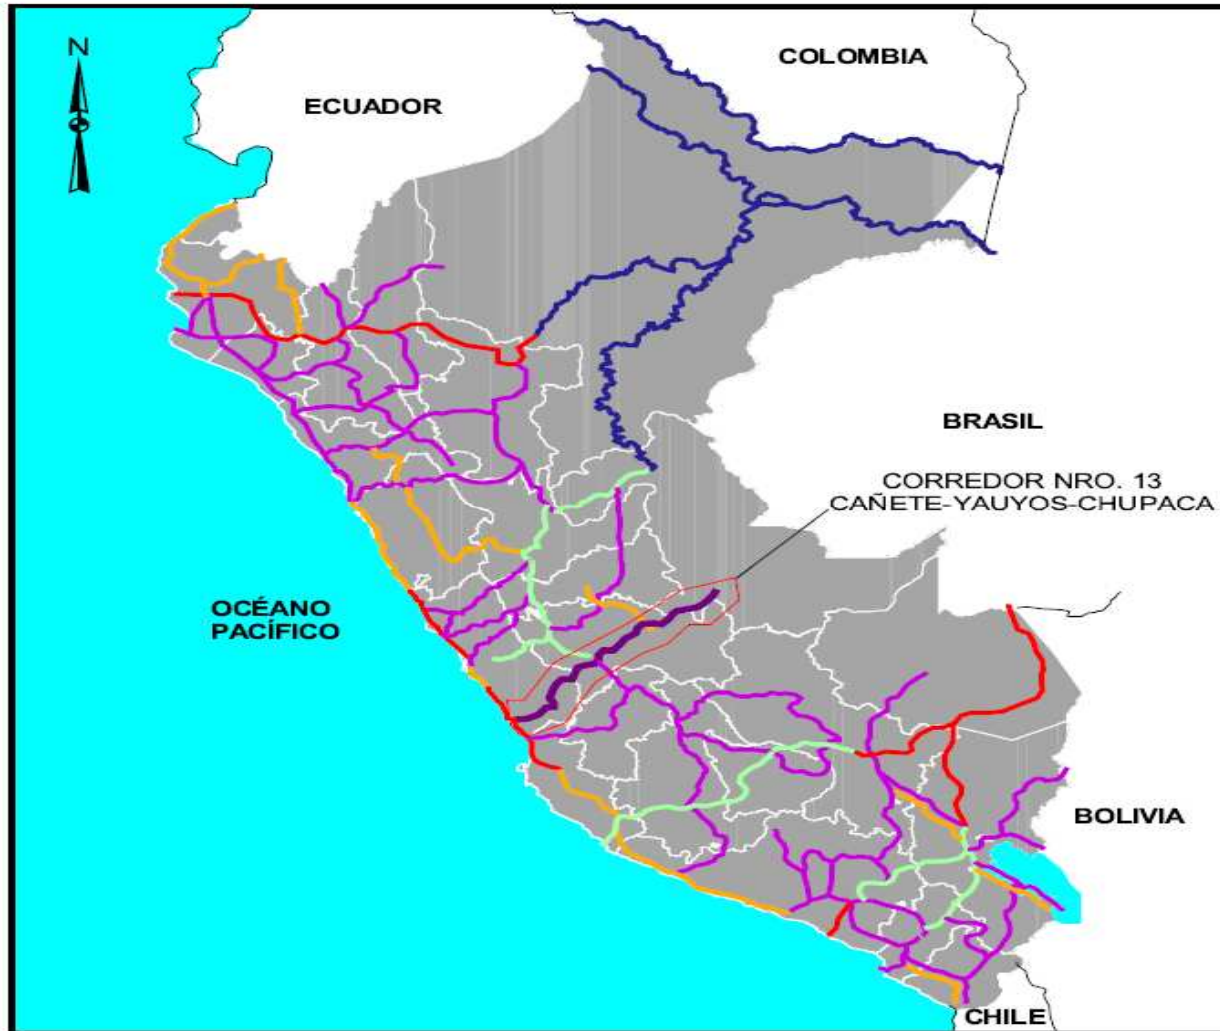 N
COLOMBIA
ECUADOR
BRASIL
CORREDOR NRO. 13
CAÑETE-YAUYOS-CHUPACA
OCÉANO
PACÍFICO
BOLIVIA
CHILE